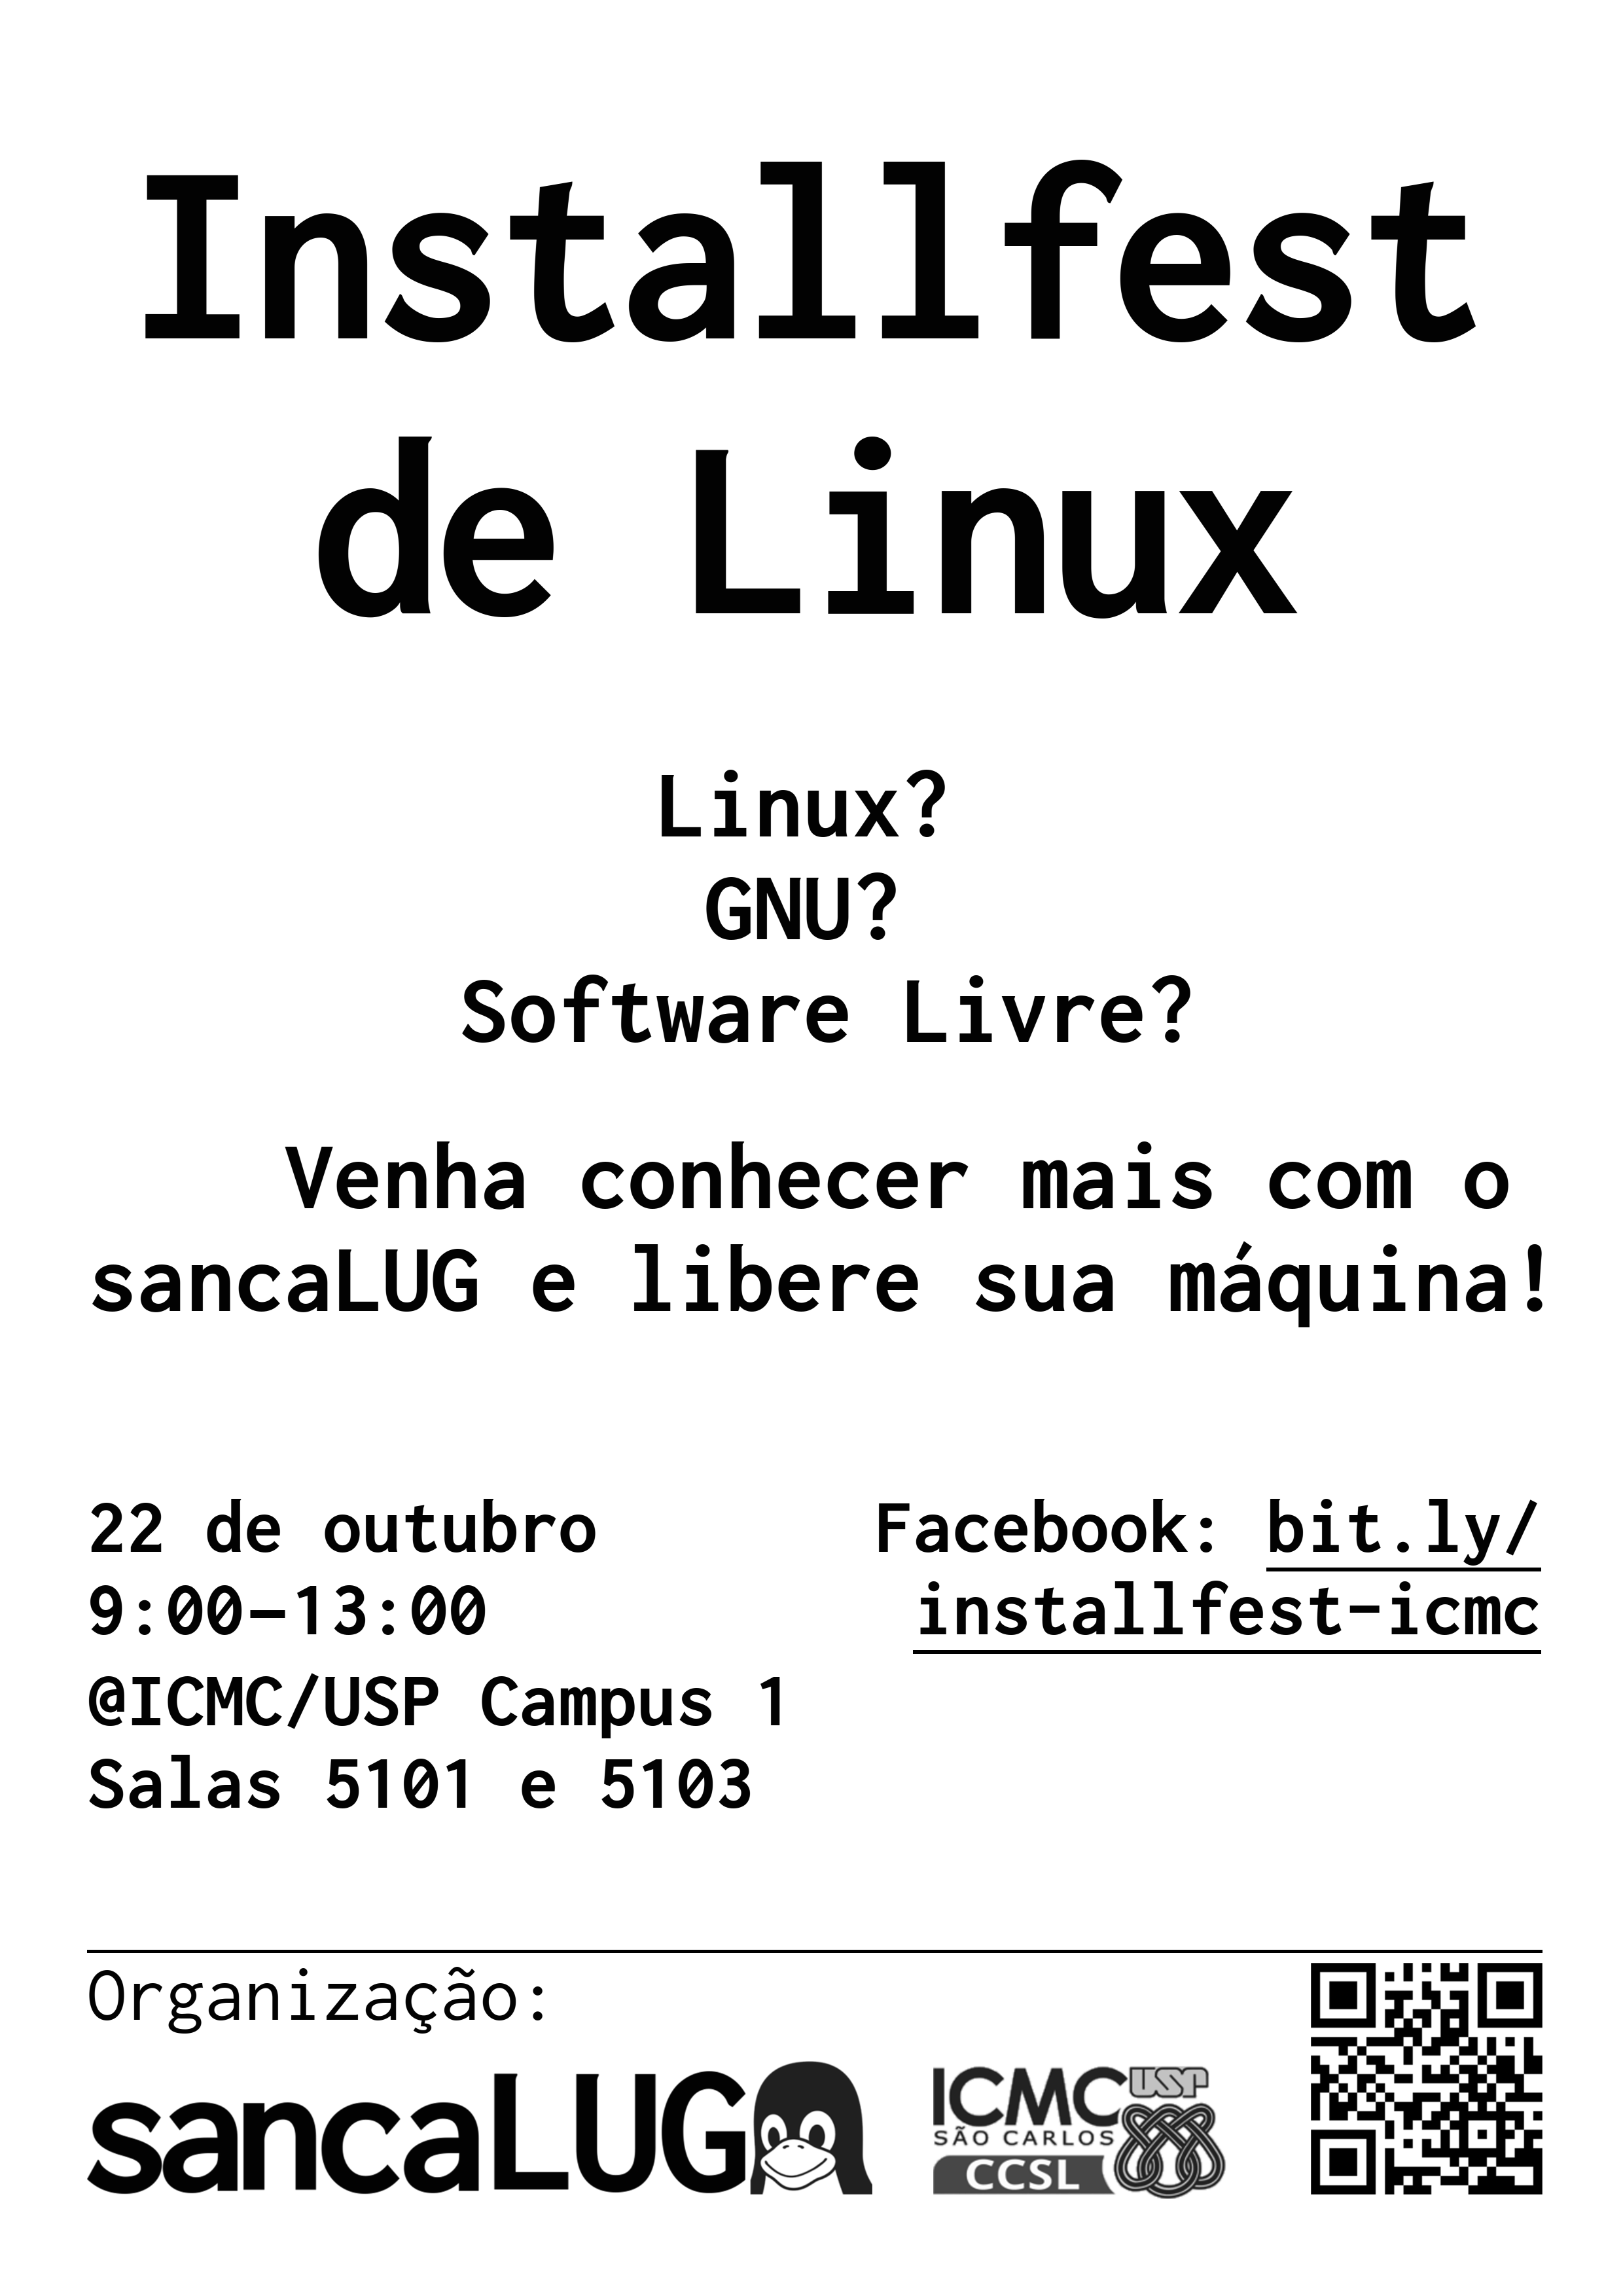 Installfest
de Linux
Linux?
GNU?
Software Livre?
Venha conhecer mais com o
sancaLUG e libere sua máquina!
22 de outubro
9:00–13:00
@ICMC/USP Campus 1
Salas 5101 e 5103
Facebook: bit.ly/
installfest-icmc
Organização:
sancaLUG
ICMC USP
SÃO CARLOS
CCSL